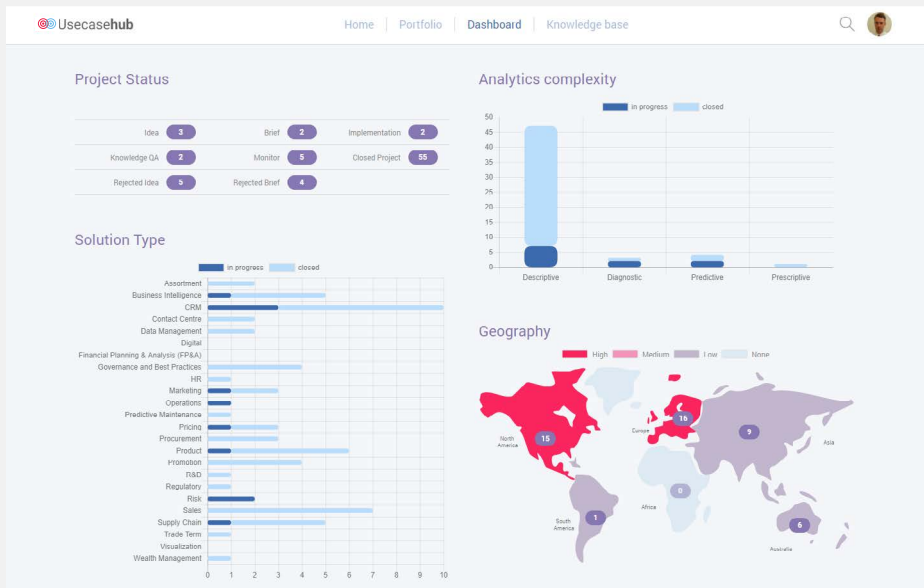 Usecasehub
Home Portfolio Dashboard Knowledge base
Project Status
Idea 3 Brief 2 Implementation 2
Knowledge QA 2 Monitor 5 Closed Project 55
Rejected Idea 5 Rejected Brief 4
Solution Type
in progress closed
Assortment
Business Intelligence
CRM
Contact Centre
Data Management
Digital
Financial Planning & Analysis (FP&A)
Governance and Best Practices
HR
Marketing
Operations
Predictive Maintenance
Pricing
Procurement
Product
Promotion
R&D
Regulatory
Risk
Sales
Supply Chain
Trade Term
Visualization
Wealth Management
0 1 2 3 4 5 6 7 8 9 10
Analytics complexity
in progress closed
50
45
40
35
30
25
20
15
10
5
0
Descriptive Diagnostic Predictive Prescriptive
Geography
High Medium Low None
North
America
15
Europe
16
9
Asia
Africa
0
South
America
1
6
Australia